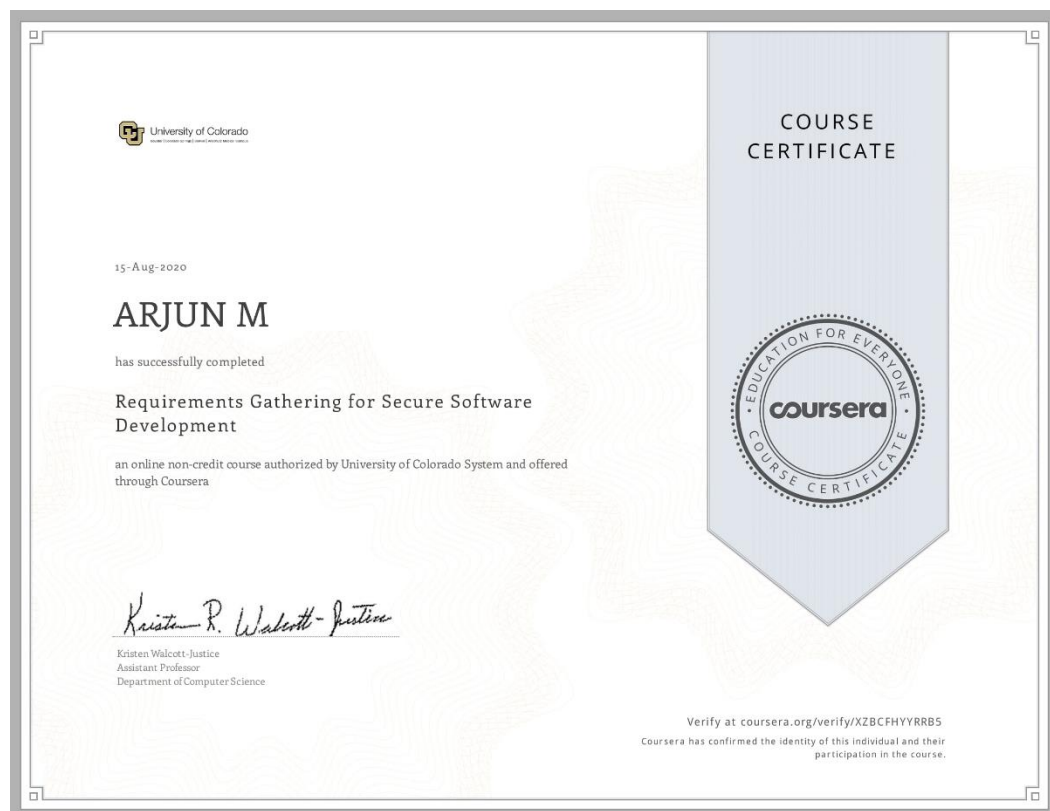 University of Colorado
COURSE
CERTIFICATE
15-Aug-2020
ARJUN M
has successfully completed
Requirements Gathering for Secure Software
Development
an online non-credit course authorized by University of Colorado System and offered
through Coursera
EDUCATION FOR EVERYONE
coursera
COURSE CERTIFICATE
Kristen R. Walcott-Justice
Kristen Walcott-Justice
Assistant Professor
Department of Computer Science
Verify at coursera.org/verify/XZBCFHYYRRB5
Coursera has confirmed the identity of this individual and their
participation in the course.